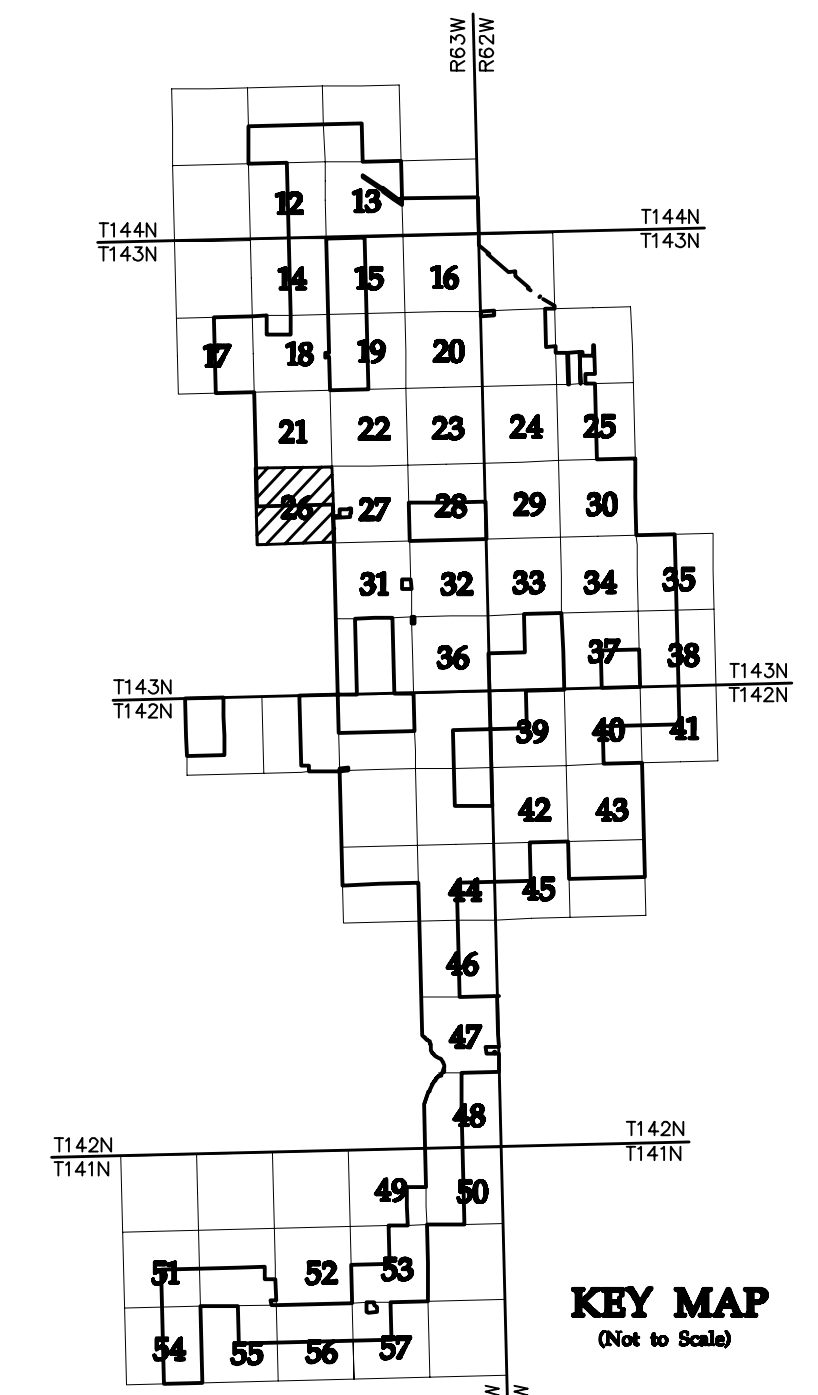 R63W
R62W
12 13
T144N T144N
T143N T143N
14 15 16
17 18 19 20
21 22 23 24 25
26 27 28 29 30
31 32 33 34 35
36 37 38
T143N T143N
T142N T142N
39 40 41
42 43
44 45
46
47
48
T142N T142N
T141N T141N
49 50
51 52 53
54 55 56 57
KEY MAP
(Not to Scale)
W
W